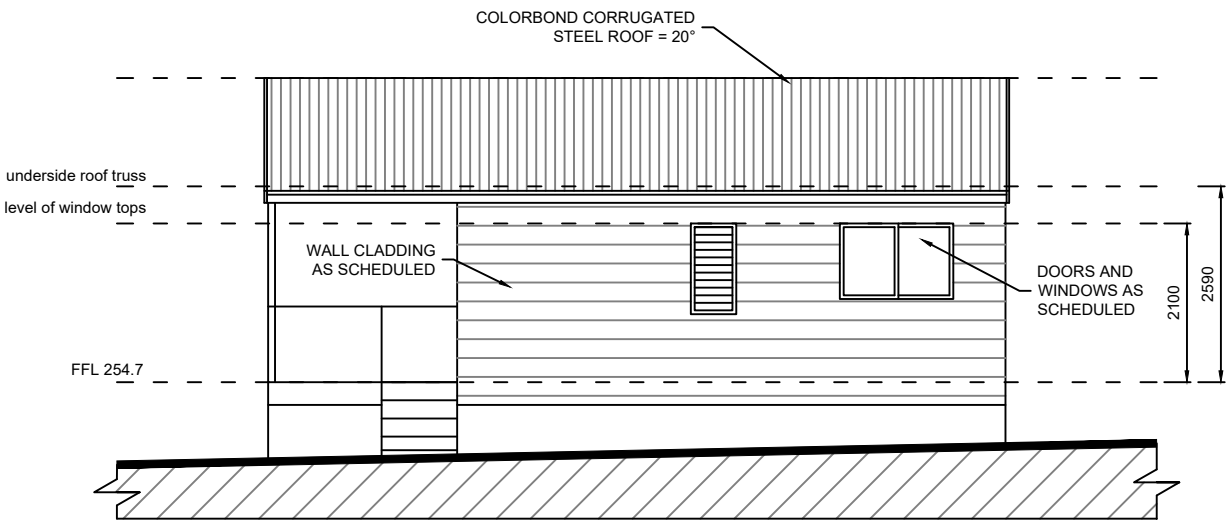 COLORBOND CORRUGATED
STEEL ROOF = 20°
underside roof truss
level of window tops
WALL CLADDING
AS SCHEDULED
DOORS AND
WINDOWS AS
SCHEDULED
2100
2590
FFL 254.7